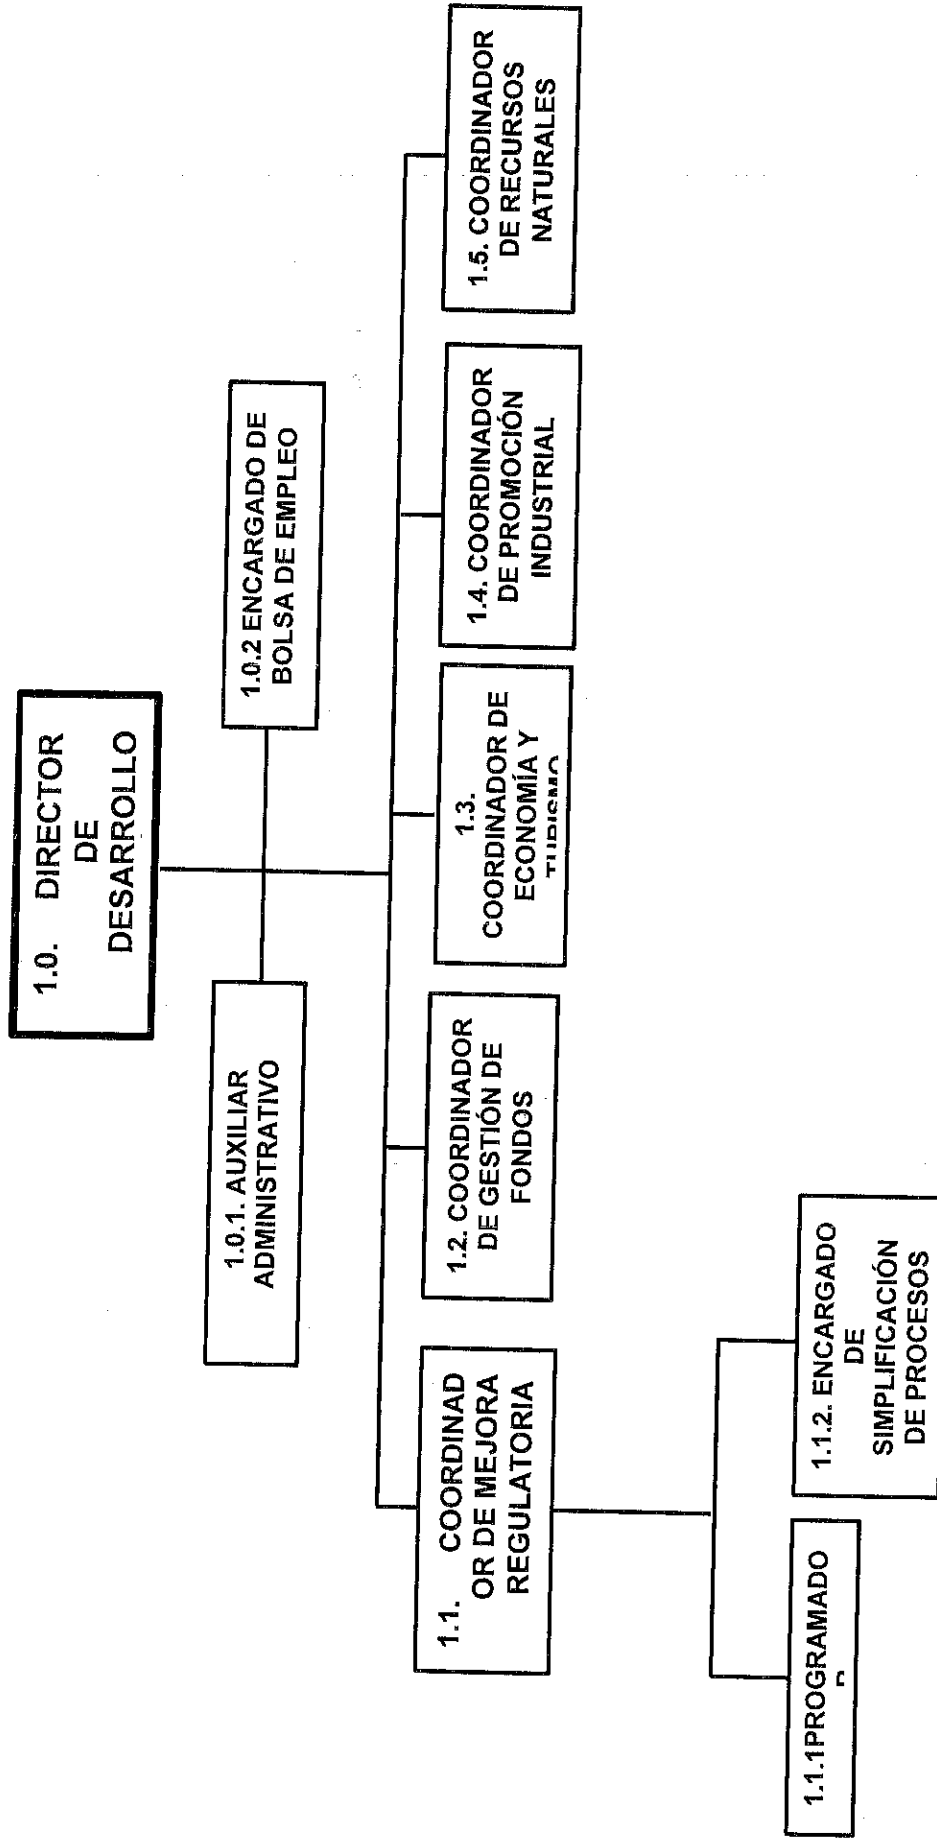 1.0. DIRECTOR
DE
DESARROLLO
1.0.1. AUXILIAR
ADMINISTRATIVO
1.0.2 ENCARGADO DE
BOLSA DE EMPLEO
1.1. COORDINAD
OR DE MEJORA
REGULATORIA
1.2. COORDINADOR
DE GESTIÓN DE
FONDOS
1.3.
COORDINADOR DE
ECONOMÍA Y
TURISMO
1.4. COORDINADOR
DE PROMOCIÓN
INDUSTRIAL
1.5. COORDINADOR
DE RECURSOS
NATURALES
1.1.1PROGRAMADO
R
1.1.2. ENCARGADO
DE
SIMPLIFICACIÓN
DE PROCESOS